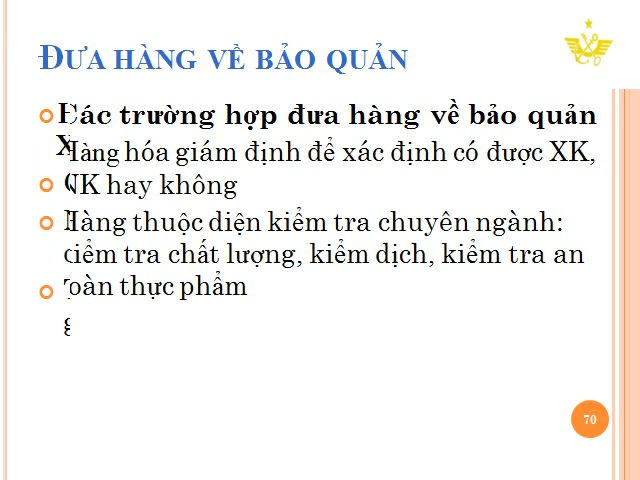 ĐƯA HÀNG VỀ BẢO QUẢN
Các trường hợp đưa hàng về bảo quản
Hàng hóa giám định để xác định có được XK,
NK hay không
Hàng thuộc diện kiểm tra chuyên ngành:
kiểm tra chất lượng, kiểm dịch, kiểm tra an
toàn thực phẩm
70